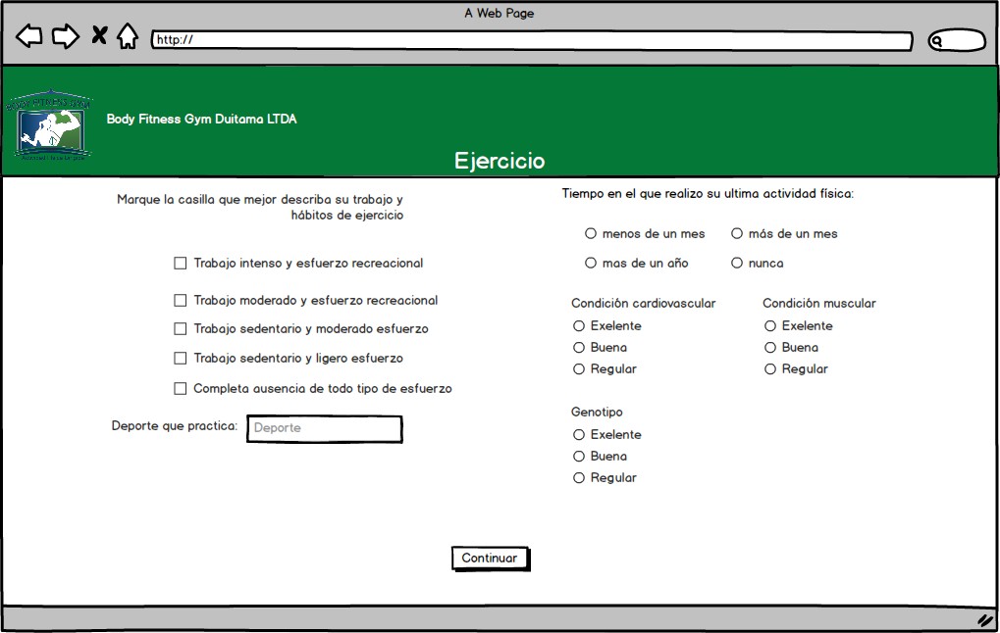 A Web Page
http://
BODY FITNESS GYM
Body Fitness Gym Duitama LTDA
Ejercicio
Marque la casilla que mejor describa su trabajo y
hábitos de ejercicio
Trabajo intenso y esfuerzo recreacional
Trabajo moderado y esfuerzo recreacional
Trabajo sedentario y moderado esfuerzo
Trabajo sedentario y ligero esfuerzo
Completa ausencia de todo tipo de esfuerzo
Deporte que practica: Deporte
Tiempo en el que realizo su ultima actividad física:
menos de un mes más de un mes
mas de un año nunca
Condición cardiovascular Condición muscular
Exelente Exelente
Buena Buena
Regular Regular
Genotipo
Exelente
Buena
Regular
Continuar